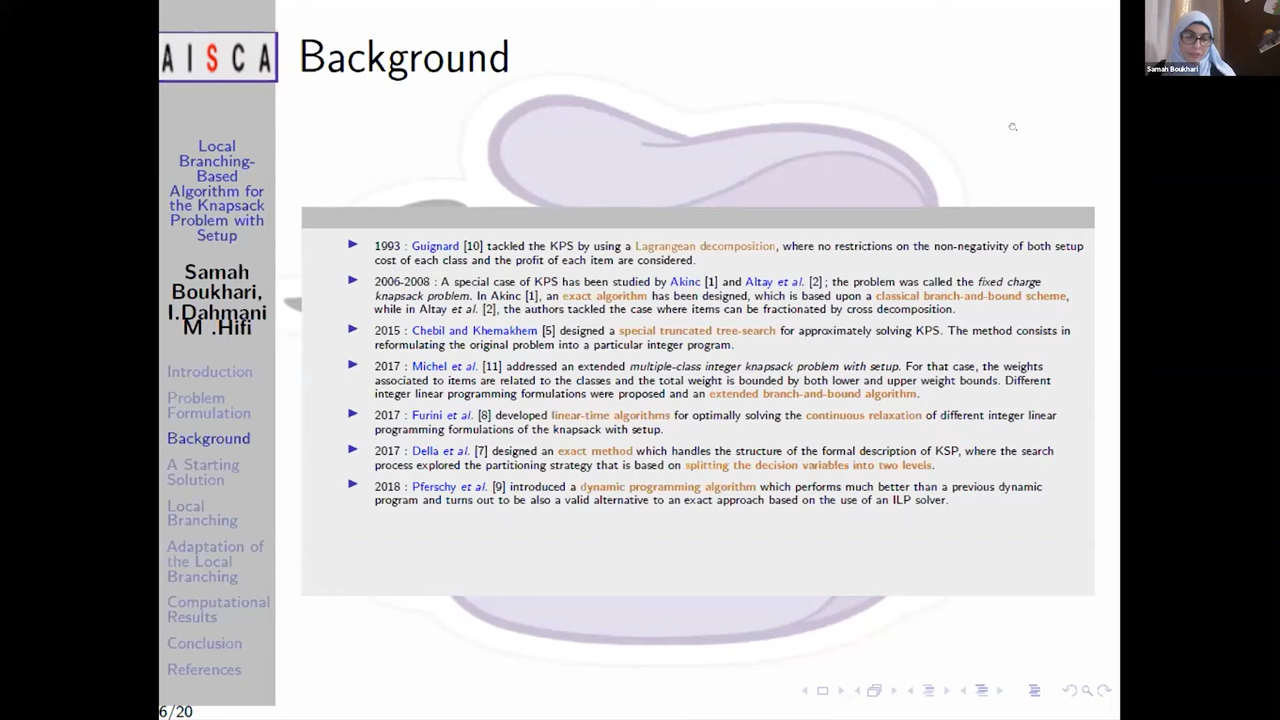 AISCA
Background
Samah Boukhari
Local
Branching-
Based
Algorithm for
the Knapsack
Problem with
Setup
Samah
Boukhari,
I.Dahmani
M .Hifi
Introduction
Problem
Formulation
Background
A Starting
Solution
Local
Branching
Adaptation of
the Local
Branching
Computational
Results
Conclusion
References
1993 : Guignard [10] tackled the KPS by using a Lagrangean decomposition, where no restrictions on the non-negativity of both setup
cost of each class and the profit of each item are considered.
2006-2008 : A special case of KPS has been studied by Akinc [1] and Altay et al. [2] ; the problem was called the fixed charge
knapsack problem. In Akinc [1], an exact algorithm has been designed, which is based upon a classical branch-and-bound scheme,
while in Altay et al. [2], the authors tackled the case where items can be fractionated by cross decomposition.
2015 : Chebil and Khemakhem [5] designed a special truncated tree-search for approximately solving KPS. The method consists in
reformulating the original problem into a particular integer program.
2017 : Michel et al. [11] addressed an extended multiple-class integer knapsack problem with setup. For that case, the weights
associated to items are related to the classes and the total weight is bounded by both lower and upper weight bounds. Different
integer linear programming formulations were proposed and an extended branch-and-bound algorithm.
2017 : Furini et al. [8] developed linear-time algorithms for optimally solving the continuous relaxation of different integer linear
programming formulations of the knapsack with setup.
2017 : Della et al. [7] designed an exact method which handles the structure of the formal description of KSP, where the search
process explored the partitioning strategy that is based on splitting the decision variables into two levels.
2018 : Pferschy et al. [9] introduced a dynamic programming algorithm which performs much better than a previous dynamic
program and turns out to be also a valid alternative to an exact approach based on the use of an ILP solver.
6/20